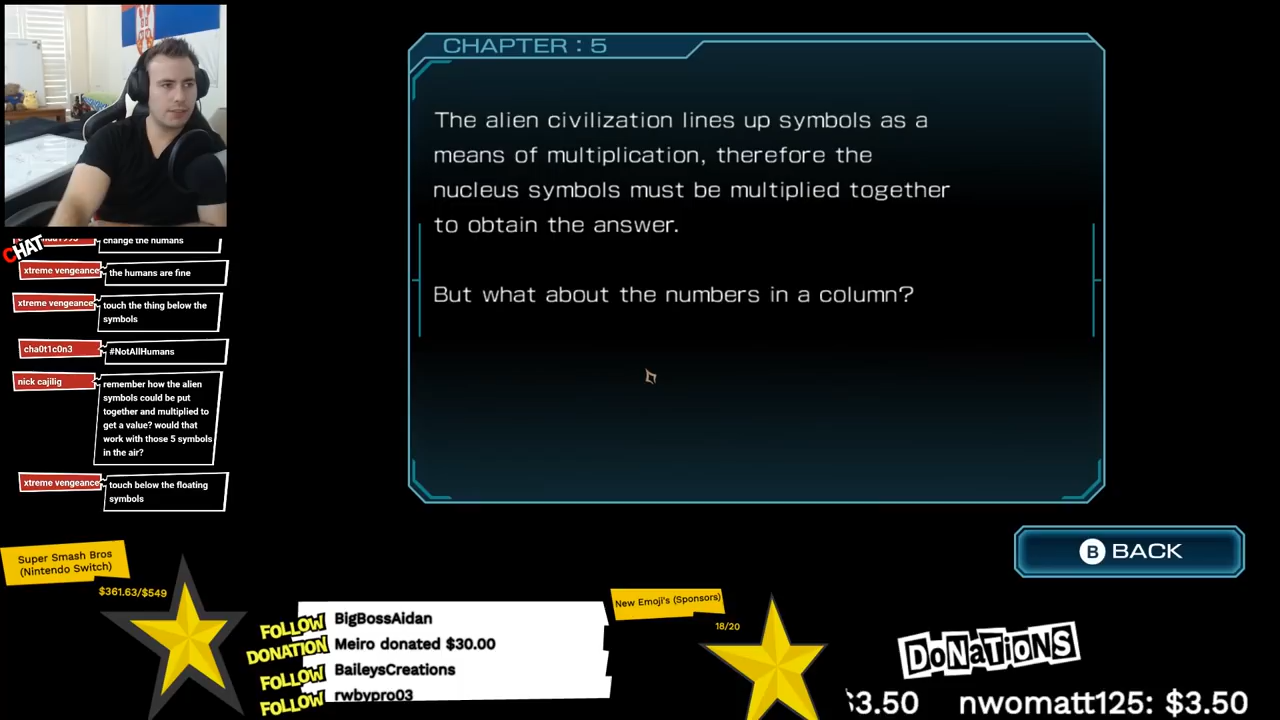 CHAPTER : 5
The alien civilization lines up symbols as a
means of multiplication, therefore the
nucleus symbols must be multiplied together
to obtain the answer.
But what about the numbers in a column?
B BACK
CHAT
change the humans
xtreme vengeance
the humans are fine
xtreme vengeance
touch the thing below the
symbols
cha0t1c0n3
#NotAllHumans
nick cajilig
remember how the alien
symbols could be put
together and multiplied to
get a value? would that
work with those 5 symbols
in the air?
xtreme vengeance
touch below the floating
symbols
Super Smash Bros
(Nintendo Switch)
$361.63/$549
FOLLOW BigBossAidan
DONATION Meiro donated $30.00
FOLLOW BaileysCreations
FOLLOW rwbypro03
New Emoji's (Sponsors)
18/20
DONATIONS
$3.50 nwomatt125: $3.50